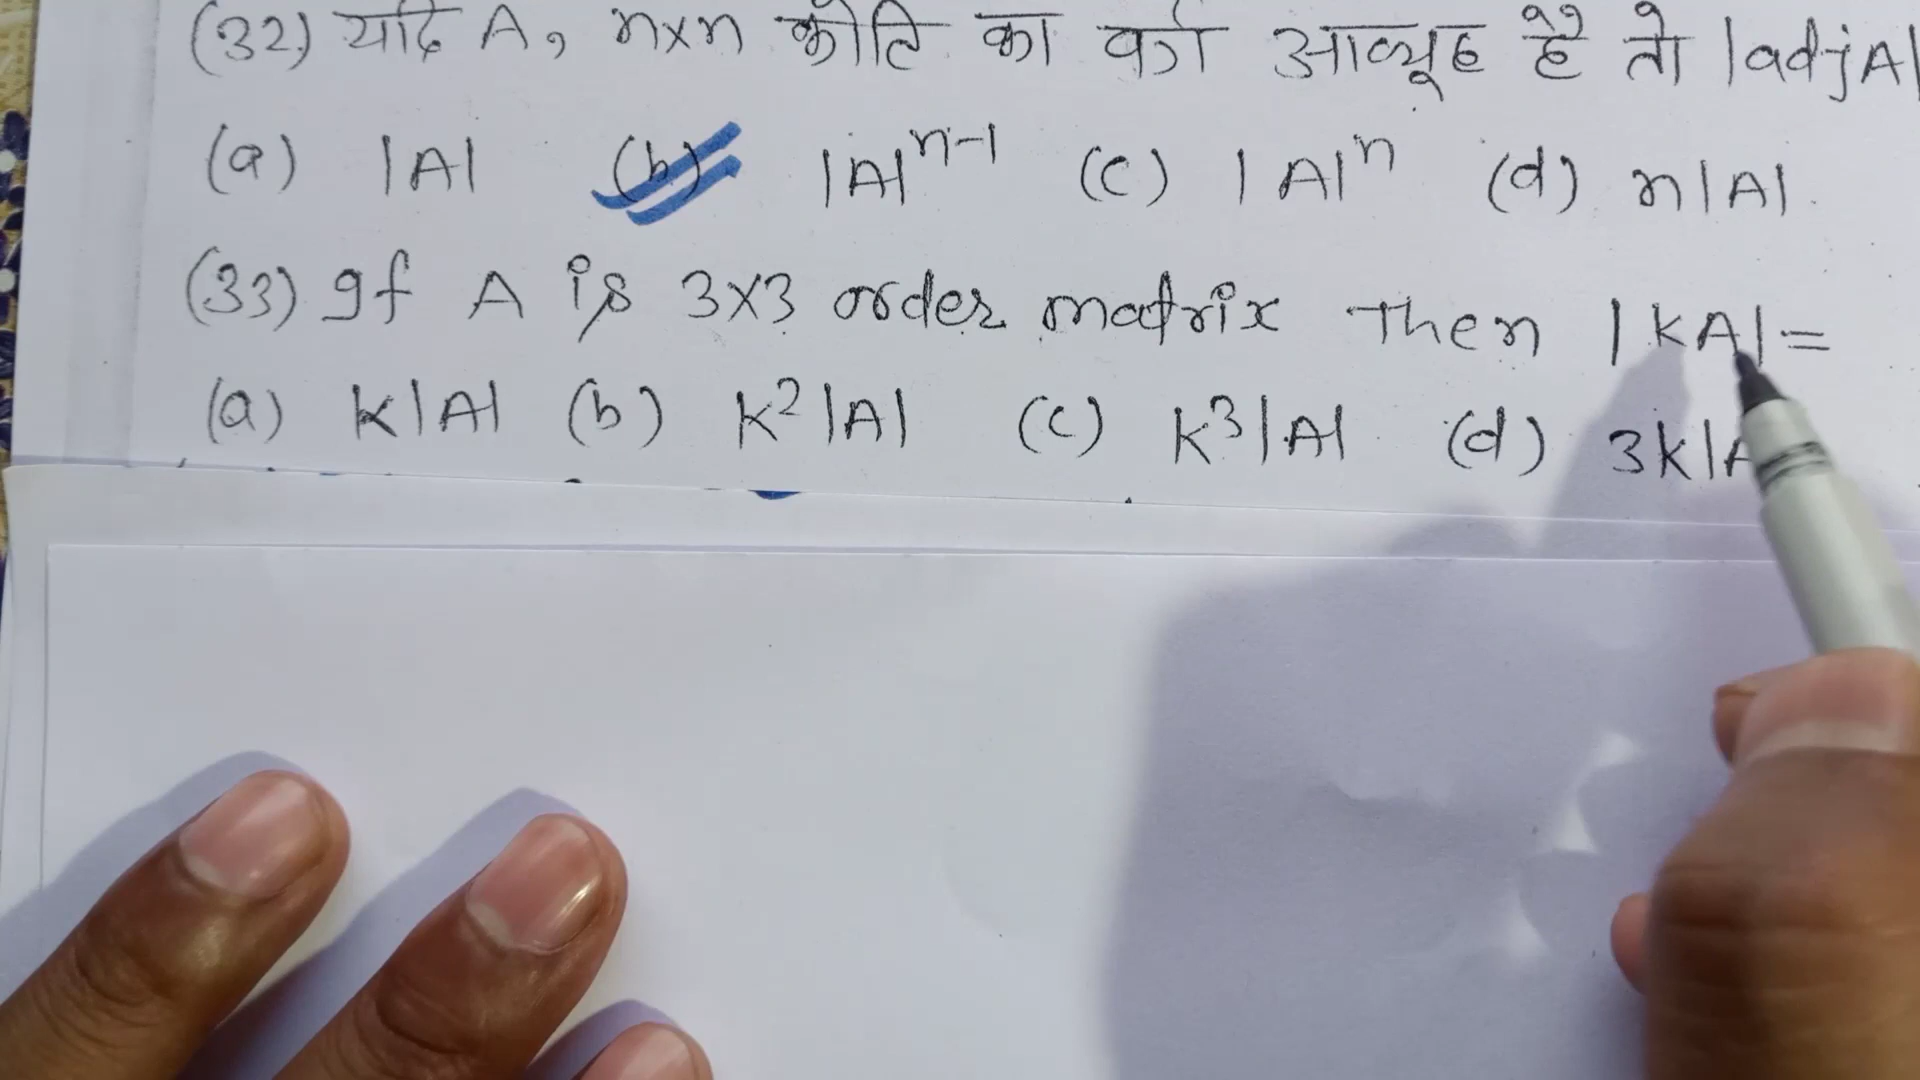 (32) यदि A, n×n कोटि का वर्ग आव्यूह है तो |adjA|
(a) |A| (b) |A|ⁿ⁻¹ (c) |A|ⁿ (d) n|A|.
(33) If A is 3×3 order matrix Then |KA| =
(a) K|A| (b) K²|A| (c) K³|A| (d) 3K|A